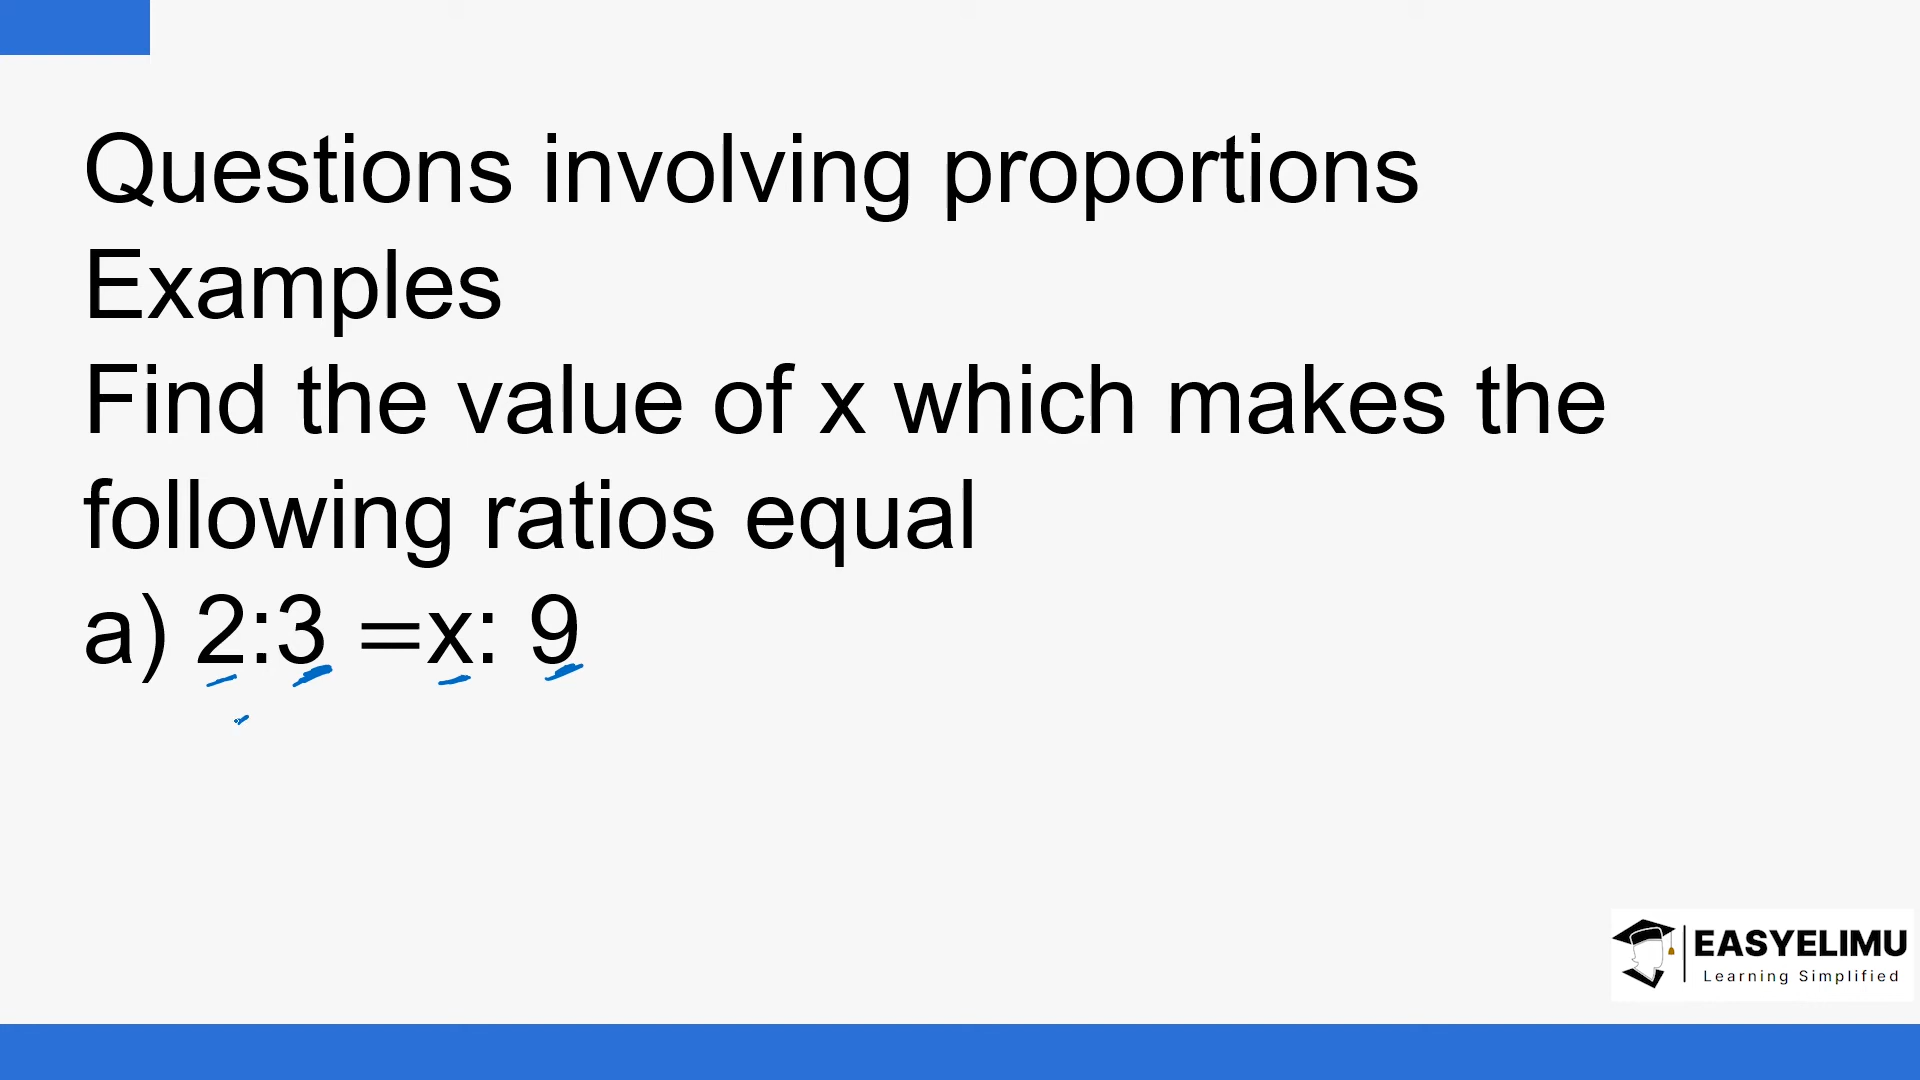 Questions involving proportions
Examples
Find the value of x which makes the
following ratios equal
a) 2:3 =x: 9
EASYELIMU
Learning Simplified